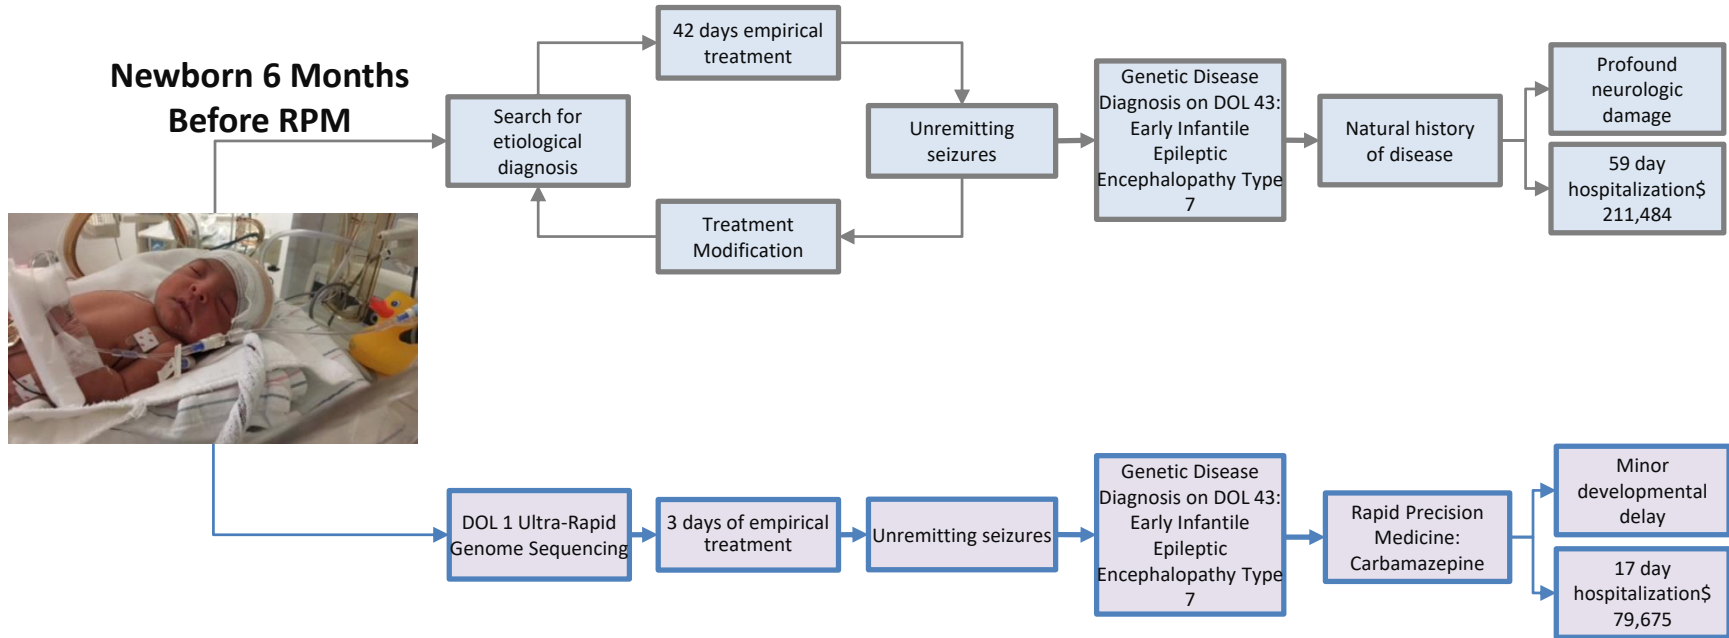 Newborn 6 Months
Before RPM
Search for
etiological
diagnosis
42 days empirical
treatment
Unremitting
seizures
Treatment
Modification
Genetic Disease
Diagnosis on DOL 43:
Early Infantile
Epileptic
Encephalopathy Type
7
Natural history
of disease
Profound
neurologic
damage
59 day
hospitalization$
211,484
DOL 1 Ultra-Rapid
Genome Sequencing
3 days of empirical
treatment
Unremitting seizures
Genetic Disease
Diagnosis on DOL 43:
Early Infantile
Epileptic
Encephalopathy Type
7
Rapid Precision
Medicine:
Carbamazepine
Minor
developmental
delay
17 day
hospitalization$
79,675